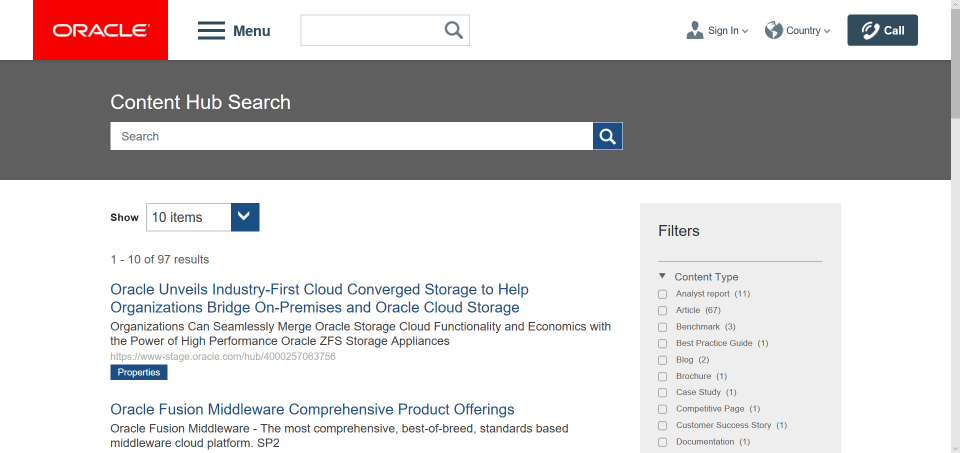 ORACLE
Menu
Sign In
Country
Call
Content Hub Search
Search
Show
10 items
1 - 10 of 97 results
Oracle Unveils Industry-First Cloud Converged Storage to Help
Organizations Bridge On-Premises and Oracle Cloud Storage
Organizations Can Seamlessly Merge Oracle Storage Cloud Functionality and Economics with
the Power of High Performance Oracle ZFS Storage Appliances
https://www-stage.oracle.com/hub/4000257063756
Properties
Oracle Fusion Middleware Comprehensive Product Offerings
Oracle Fusion Middleware - The most comprehensive, best-of-breed, standards based
middleware cloud platform. SP2
Filters
Content Type
Analyst report (11)
Article (67)
Benchmark (3)
Best Practice Guide (1)
Blog (2)
Brochure (1)
Case Study (1)
Competitive Page (1)
Customer Success Story (1)
Documentation (1)